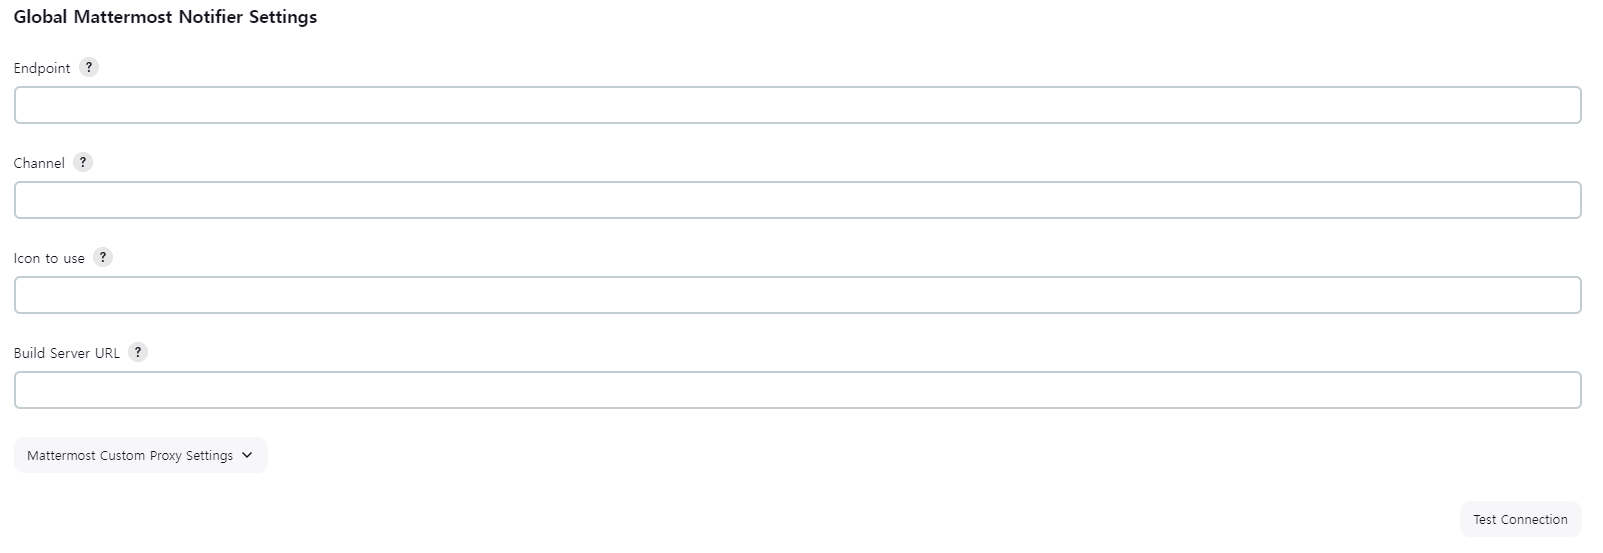 Global Mattermost Notifier Settings
Endpoint ?
Channel ?
Icon to use ?
Build Server URL ?
Mattermost Custom Proxy Settings
Test Connection